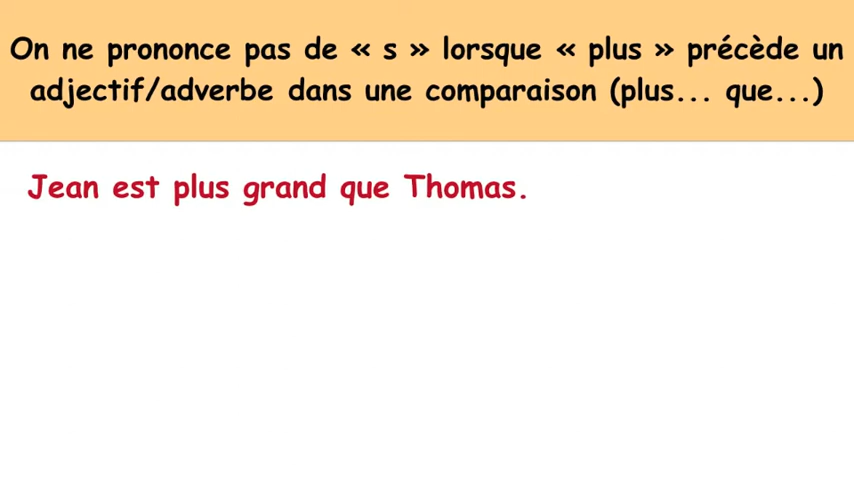 On ne prononce pas de « s » lorsque « plus » précède un
adjectif/adverbe dans une comparaison (plus... que...)
Jean est plus grand que Thomas.